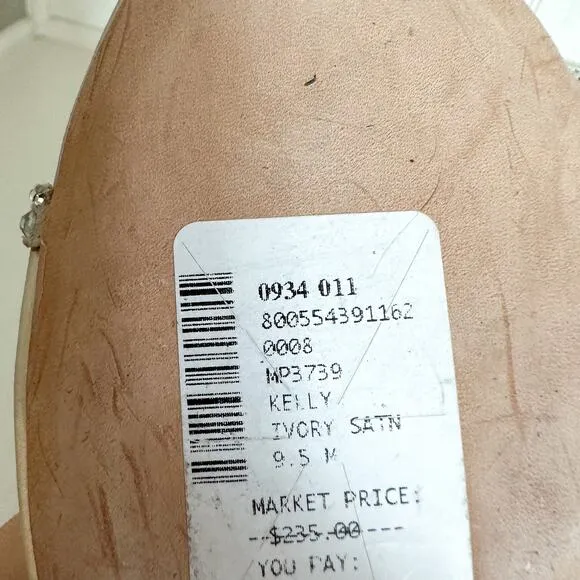 0934 011
800554391162
0008
MP3739
KELLY
IVORY SATN
9.5 M
MARKET PRICE:
--$235.00---
YOU PAY: